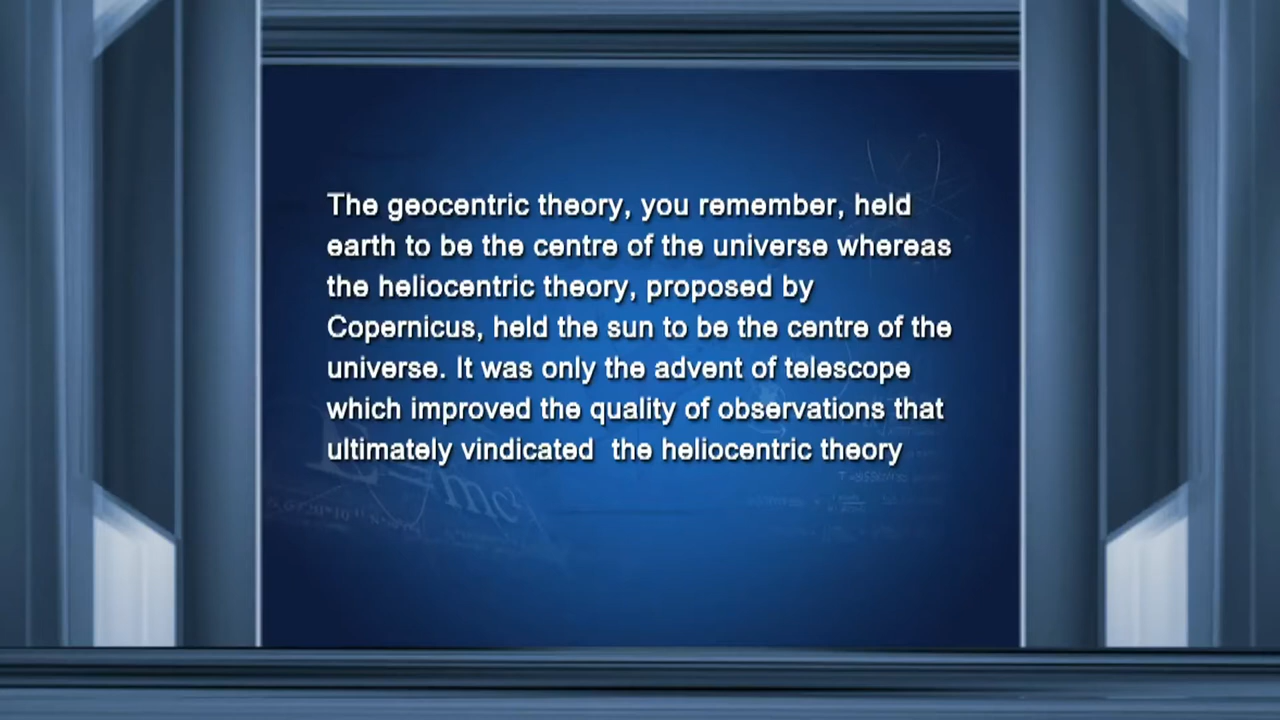 The geocentric theory, you remember, held
earth to be the centre of the universe whereas
the heliocentric theory, proposed by
Copernicus, held the sun to be the centre of the
universe. It was only the advent of telescope
which improved the quality of observations that
ultimately vindicated  the heliocentric theory
E=mc²